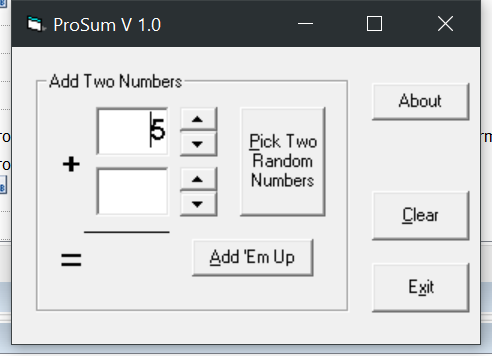 ProSum V 1.0
Add Two Numbers
5
+
=
Pick Two
Random
Numbers
Add 'Em Up
About
Clear
Exit